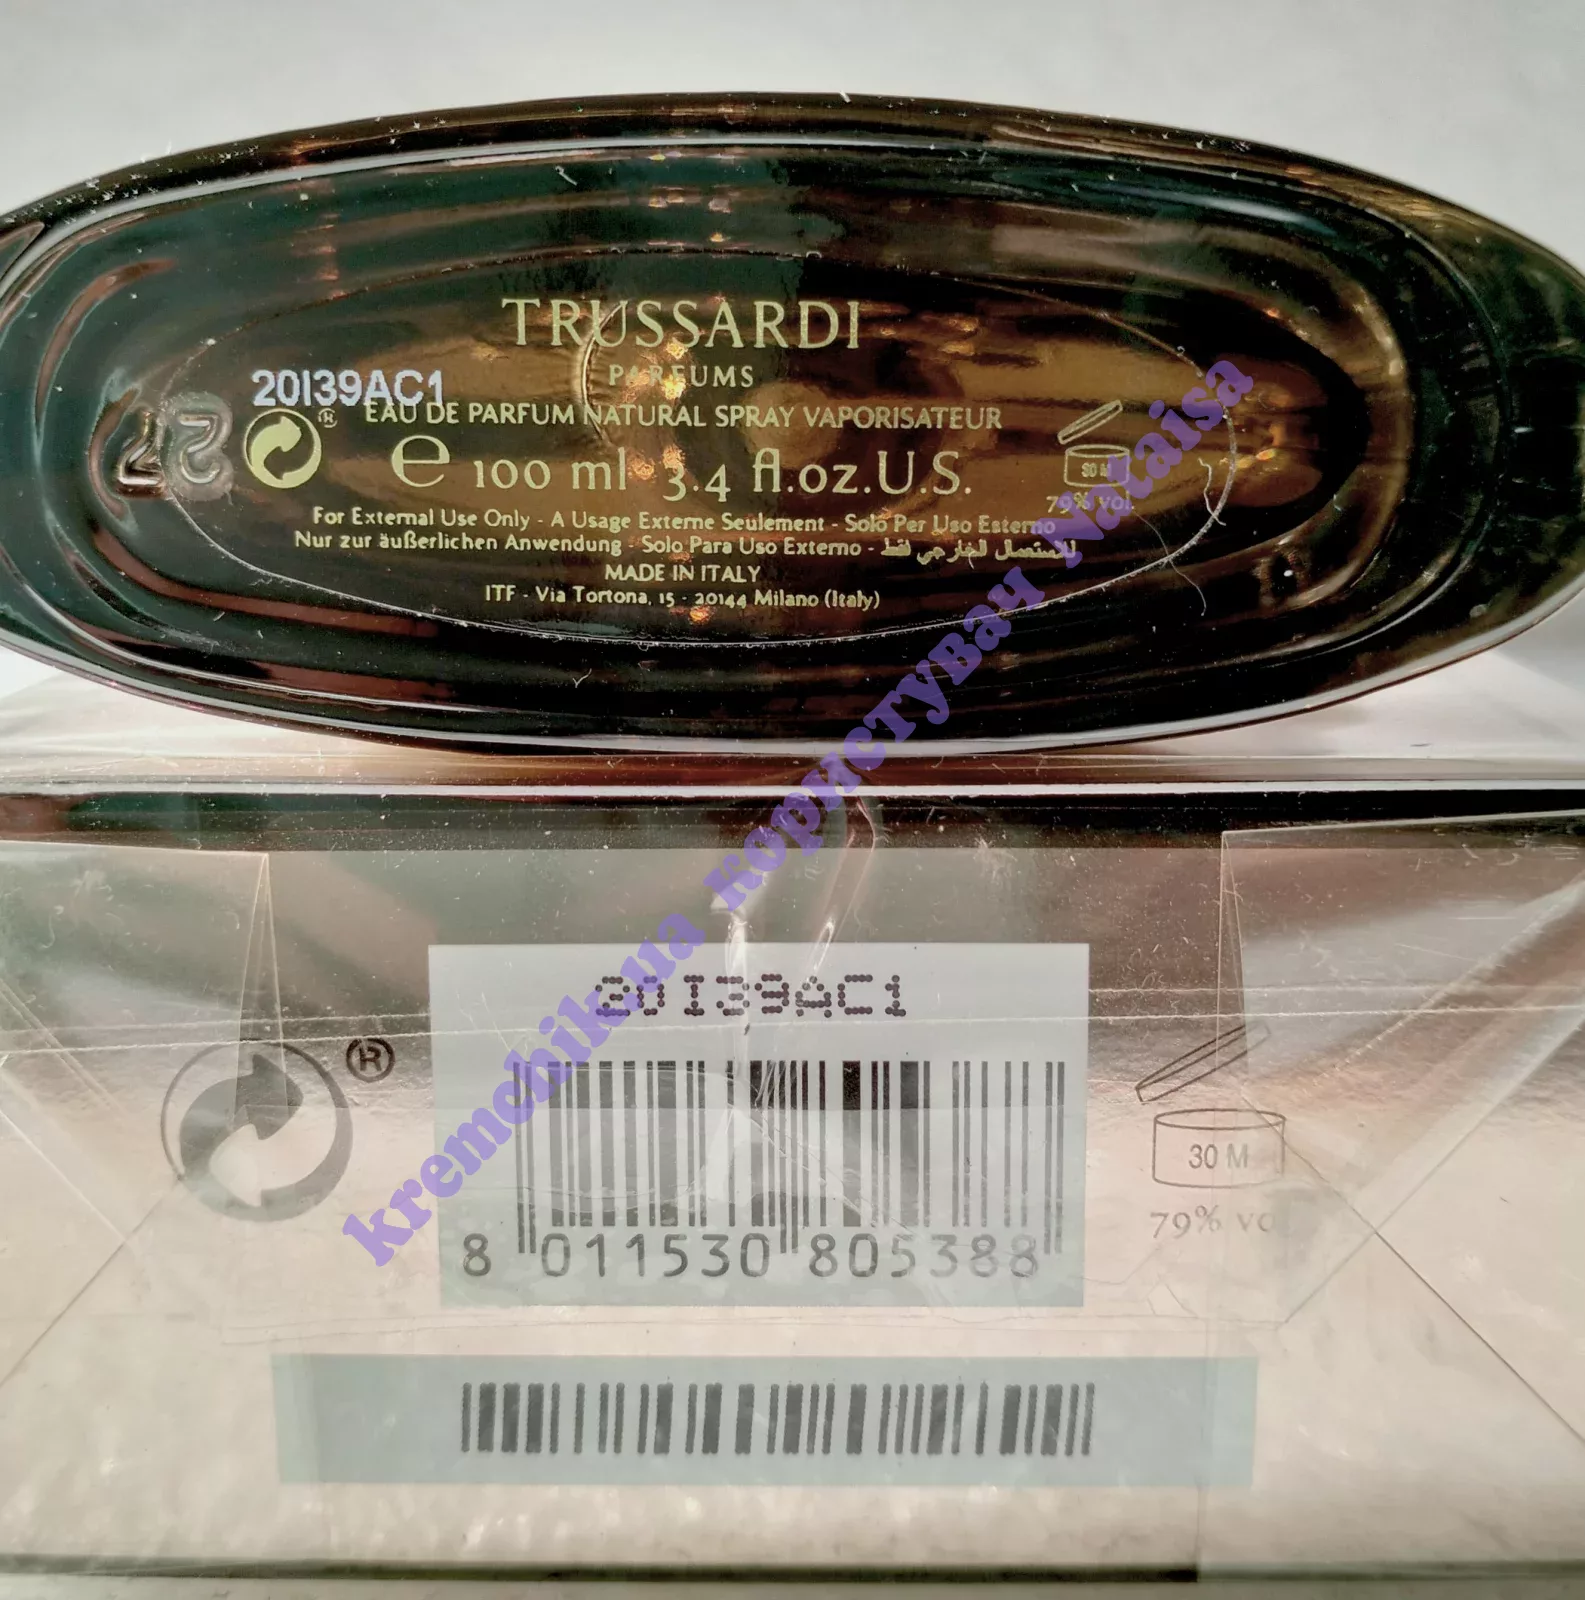 TRUSSARDI
PARFUMS
20I39AC1
EAU DE PARFUM NATURAL SPRAY VAPORISATEUR
e 100 ml 3.4 fl.oz.U.S.
30 M
79% vol.
For External Use Only - A Usage Externe Seulement - Solo Per Uso Esterno
Nur zur äußerlichen Anwendung - Solo Para Uso Externo - للاستعمال الخارجي فقط
MADE IN ITALY
ITF - Via Tortona, 15 - 20144 Milano (Italy)
kremchik.ua користувач Nataisa
20I39AC1
30 M
79% vo
8 011530 805388